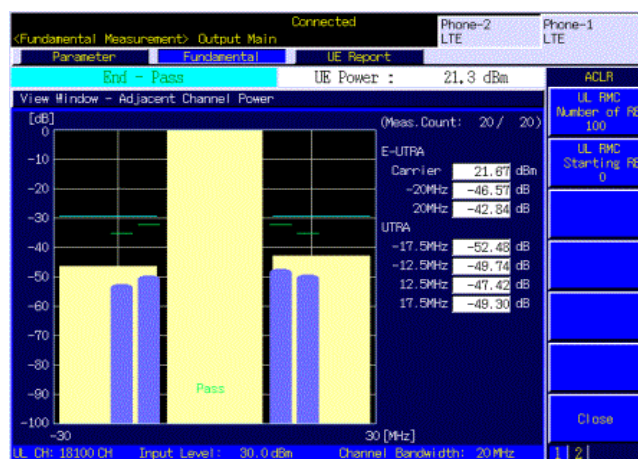 Connected
Phone-2
LTE
Phone-1
LTE
<Fundamental Measurement> Output Main
Parameter
Fundamental
UE Report
End - Pass
UE Power :
21.3 dBm
ACLR
View Window - Adjacent Channel Power
UL RMC
Number of RB
100
UL RMC
Starting RB
0
Close
1 2
[dB]
0
-10
-20
-30
-40
-50
-60
-70
-80
-90
-100
-30
30 [MHz]
Pass
(Meas.Count: 20 / 20)
E-UTRA
Carrier 21.67 dBm
-20MHz -46.57 dB
20MHz -42.84 dB
UTRA
-17.5MHz -52.48 dB
-12.5MHz -49.74 dB
12.5MHz -47.42 dB
17.5MHz -49.30 dB
UL CH: 18100 CH Input Level: 30.0 dBm Channel Bandwidth: 20 MHz